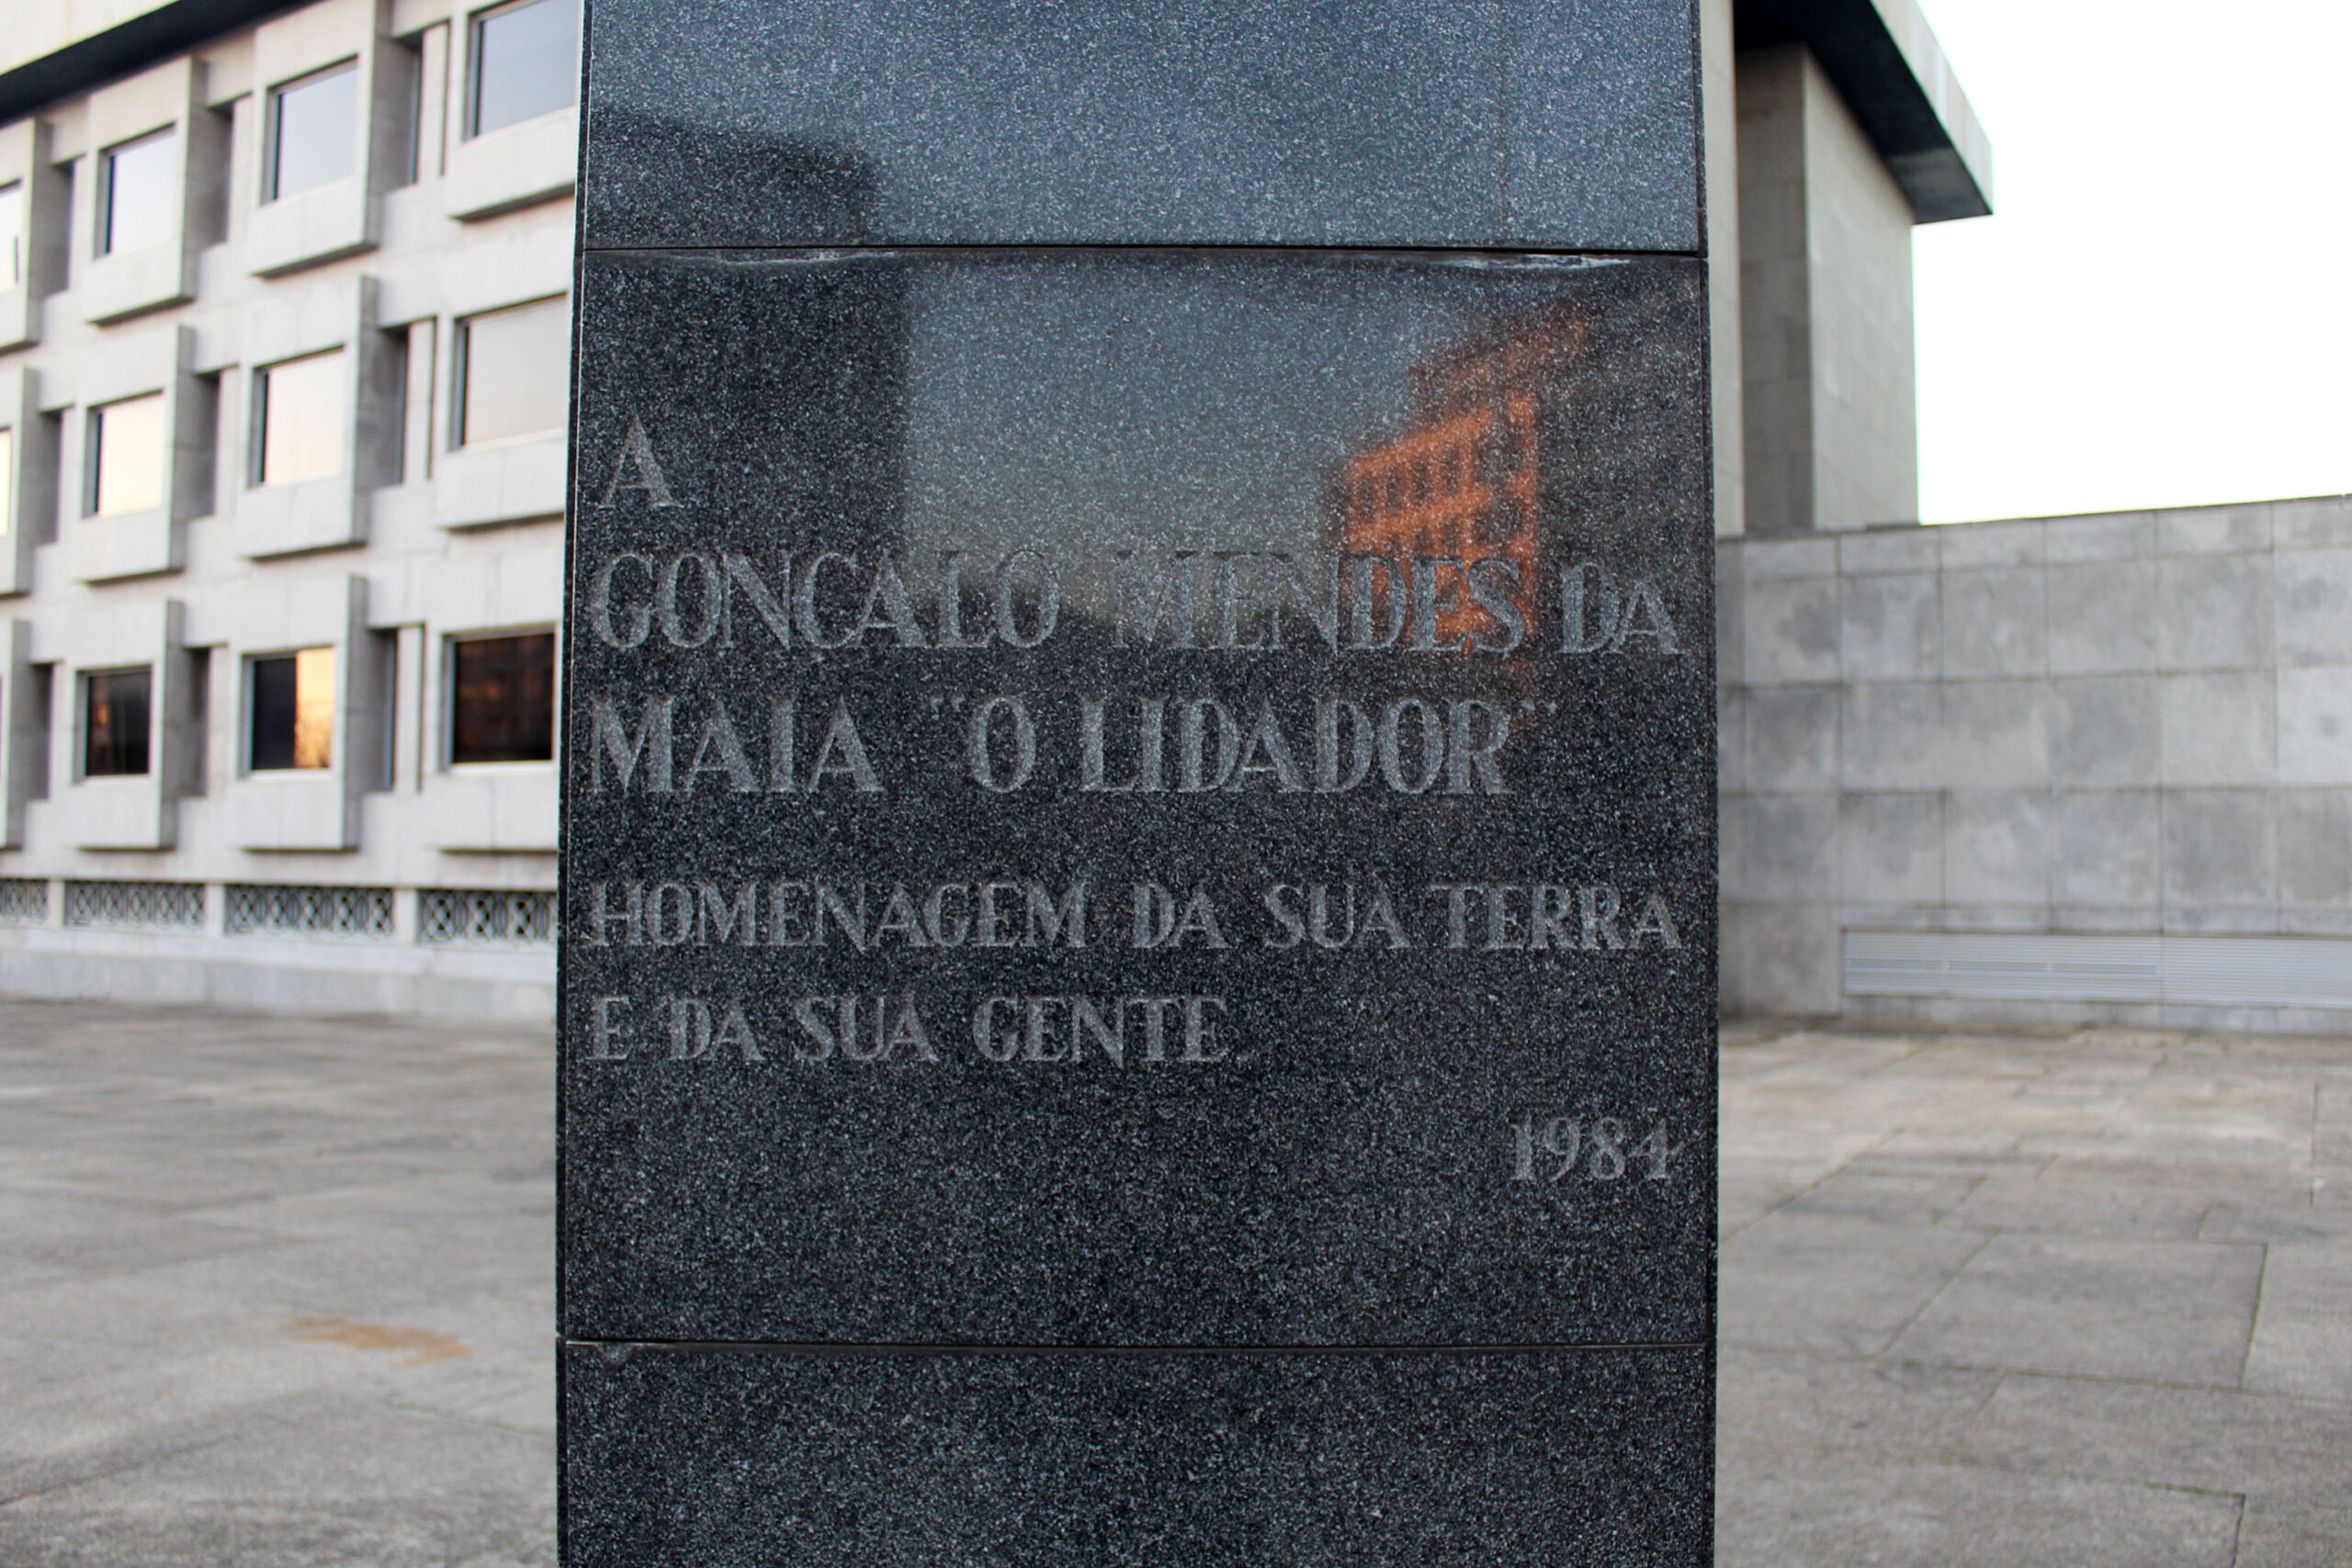 A
GONÇALO MENDES DA
MAIA "O LIDADOR"
HOMENAGEM DA SUA TERRA
E DA SUA GENTE
1984